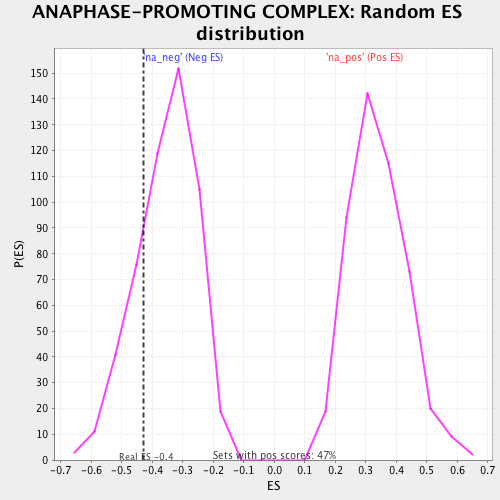 ANAPHASE-PROMOTING COMPLEX: Random ES
distribution
'na_neg' (Neg ES)
'na_pos' (Pos ES)
150
140
130
120
110
100
90
80
70
60
50
40
30
20
10
0
P(ES)
Real ES -0.4
Sets with pos scores: 47%
-0.7 -0.6 -0.5 -0.4 -0.3 -0.2 -0.1 0.0 0.1 0.2 0.3 0.4 0.5 0.6 0.7
ES